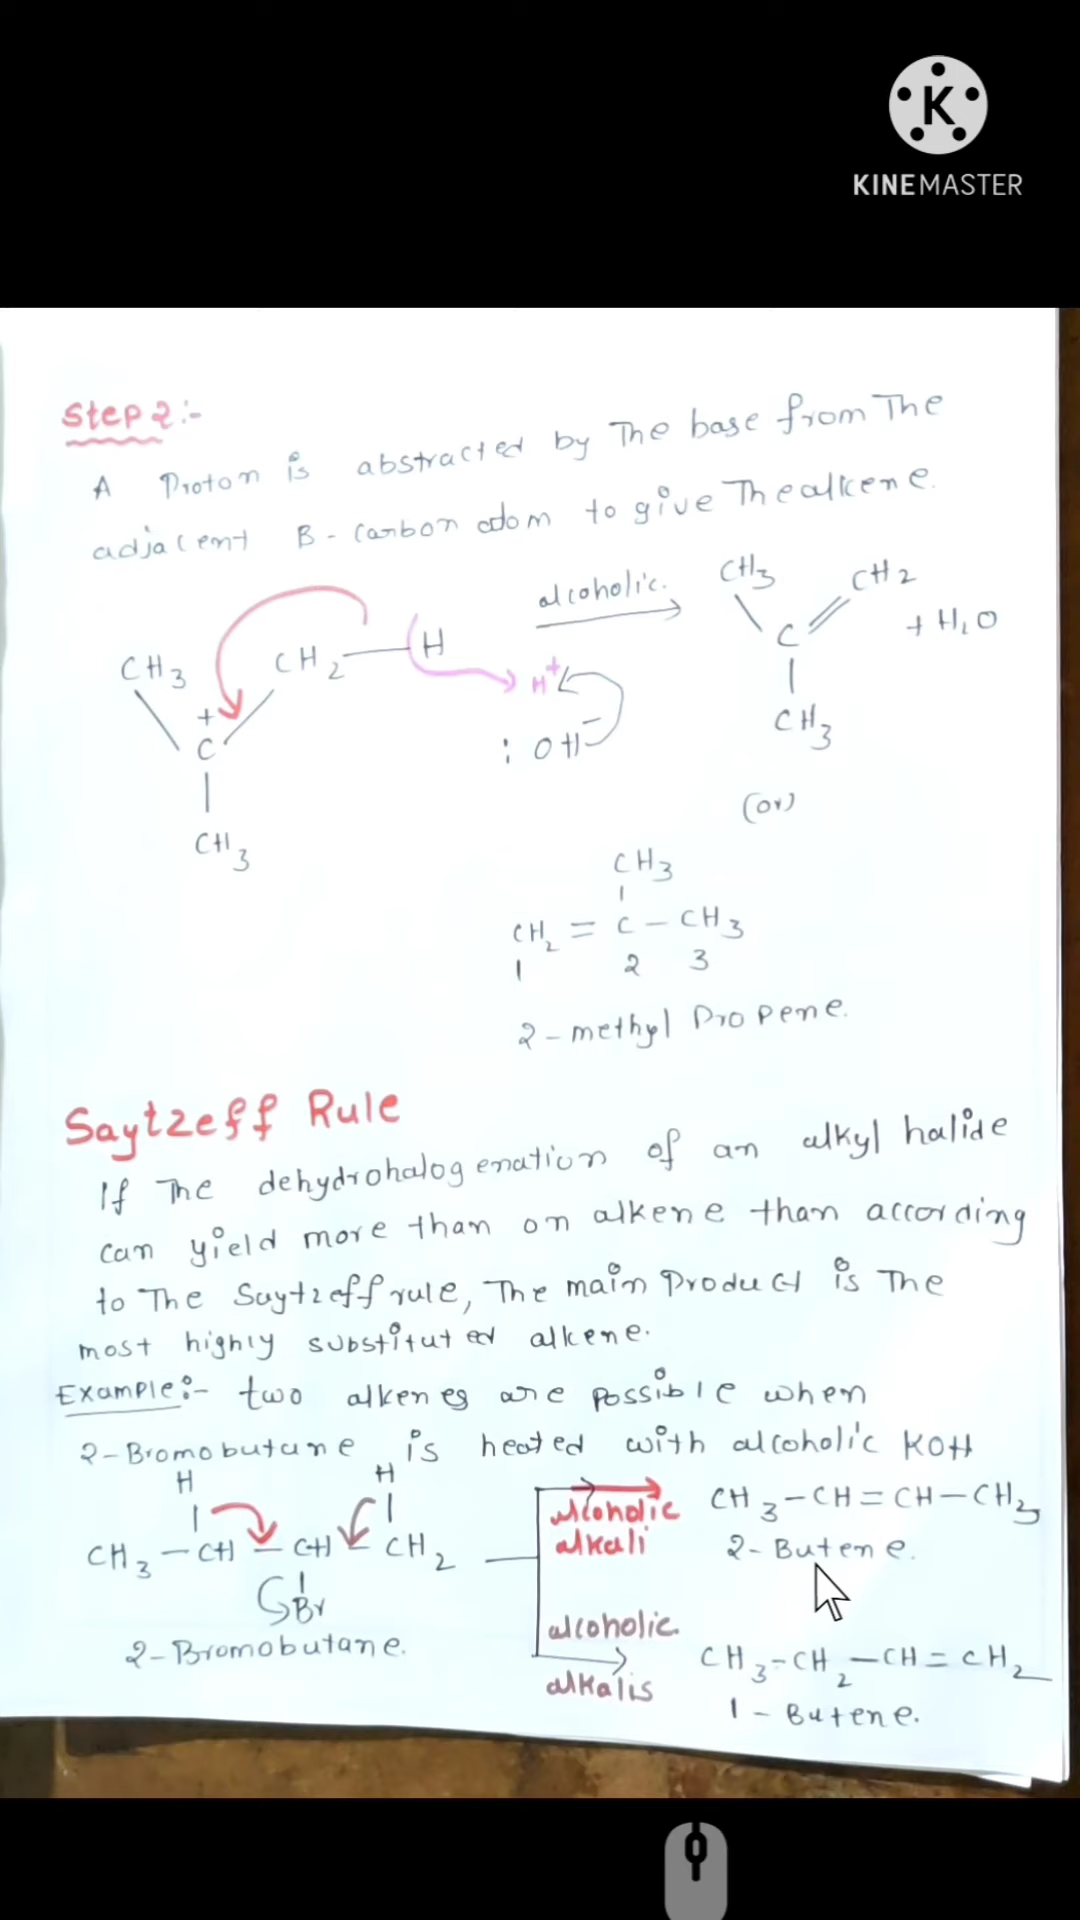 K
KINEMASTER
Step 2:-
A Proton is abstracted by The base from The
adjacent B-carbon atom to give The alkene.
CH3 CH2—H alcoholic. CH3 CH2
+ C H+ C + H2O
: OH− CH3
CH3 (or)
CH3
CH2 = C – CH3
1 2 3
2-methyl Propene.
Saytzeff Rule
If The dehydrohalogenation of an alkyl halide
can yield more than on alkene than according
to The Saytzeff rule, The main Product is The
most highly substituted alkene.
Example:- two alkenes are possible when
2-Bromobutane is heated with alcoholic KOH
H H
CH3 – CH – CH – CH2
Br
2-Bromobutane.
alcoholic
alkali
CH3–CH=CH–CH3
2-Butene.
alcoholic.
alkalis
CH3–CH2–CH=CH2
1-Butene.